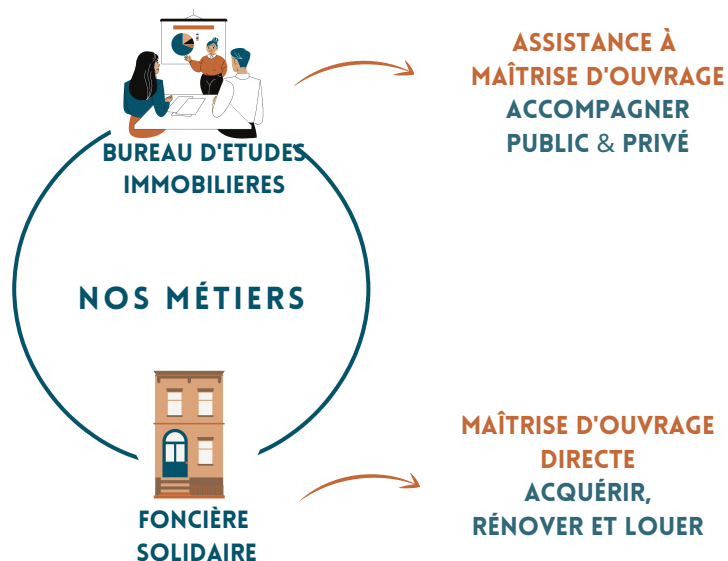 BUREAU D'ETUDES
IMMOBILIERES
ASSISTANCE À
MAÎTRISE D'OUVRAGE
ACCOMPAGNER
PUBLIC & PRIVÉ
NOS MÉTIERS
FONCIÈRE
SOLIDAIRE
MAÎTRISE D'OUVRAGE
DIRECTE
ACQUÉRIR,
RÉNOVER ET LOUER